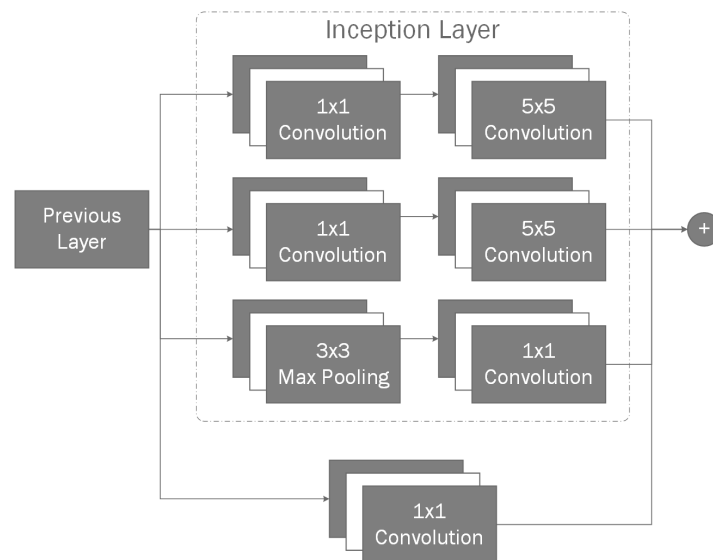 Inception Layer
1x1
Convolution
5x5
Convolution
Previous
Layer
1x1
Convolution
5x5
Convolution
+
3x3
Max Pooling
1x1
Convolution
1x1
Convolution